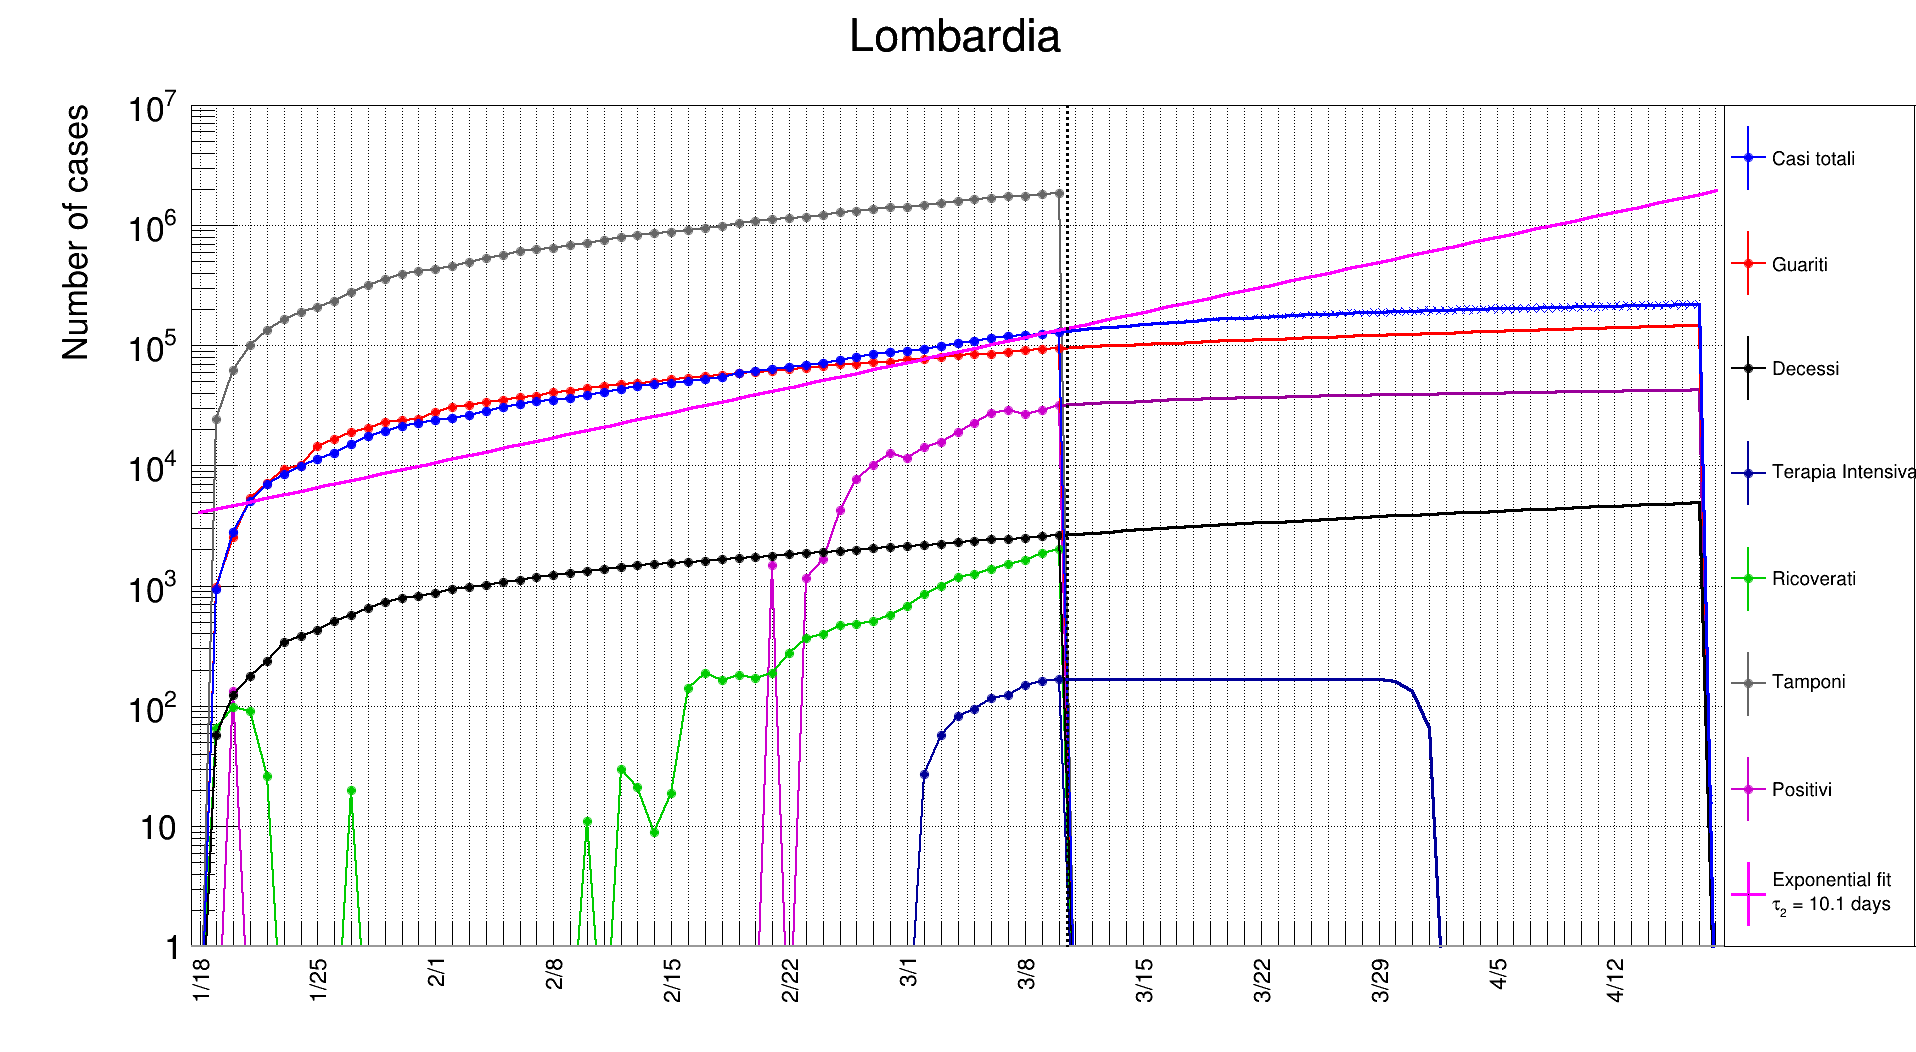 Lombardia
Number of cases
10^7
10^6
10^5
10^4
10^3
10^2
10
1
1/18
1/25
2/1
2/8
2/15
2/22
3/1
3/8
3/15
3/22
3/29
4/5
4/12
Casi totali
Guariti
Decessi
Terapia Intensiva
Ricoverati
Tamponi
Positivi
Exponential fit
τ₂ = 10.1 days